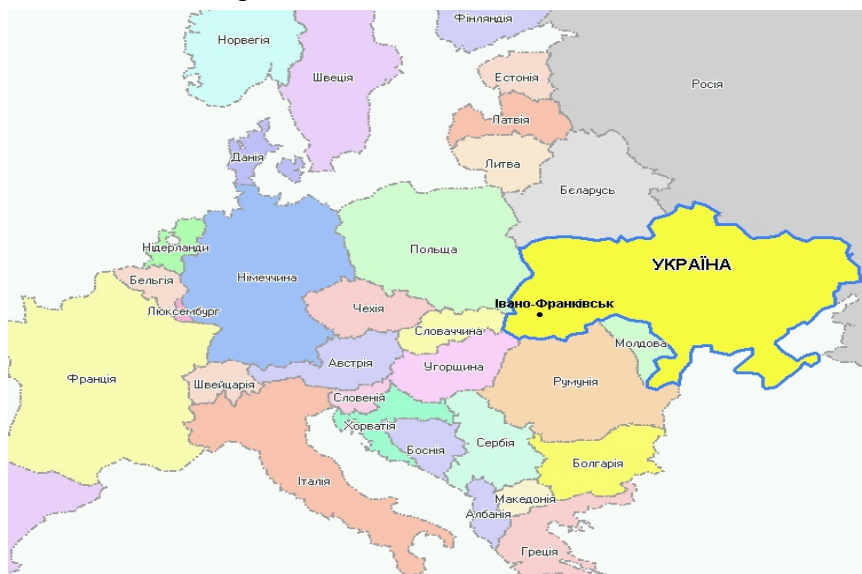 Фінляндія
Норвегія
Швеція
Естонія
Росія
Латвія
Данія
Литва
Бєларусь
Нідерланди
Польща
УКРАЇНА
Бельгія
Німеччина
Люксембург
Чехія
Івано-Франківськ
Словаччина
Молдова
Франція
Австрія
Угорщина
Швейцарія
Румунія
Словенія
Хорватія
Боснія
Сербія
Болгарія
Італія
Македонія
Албанія
Греція